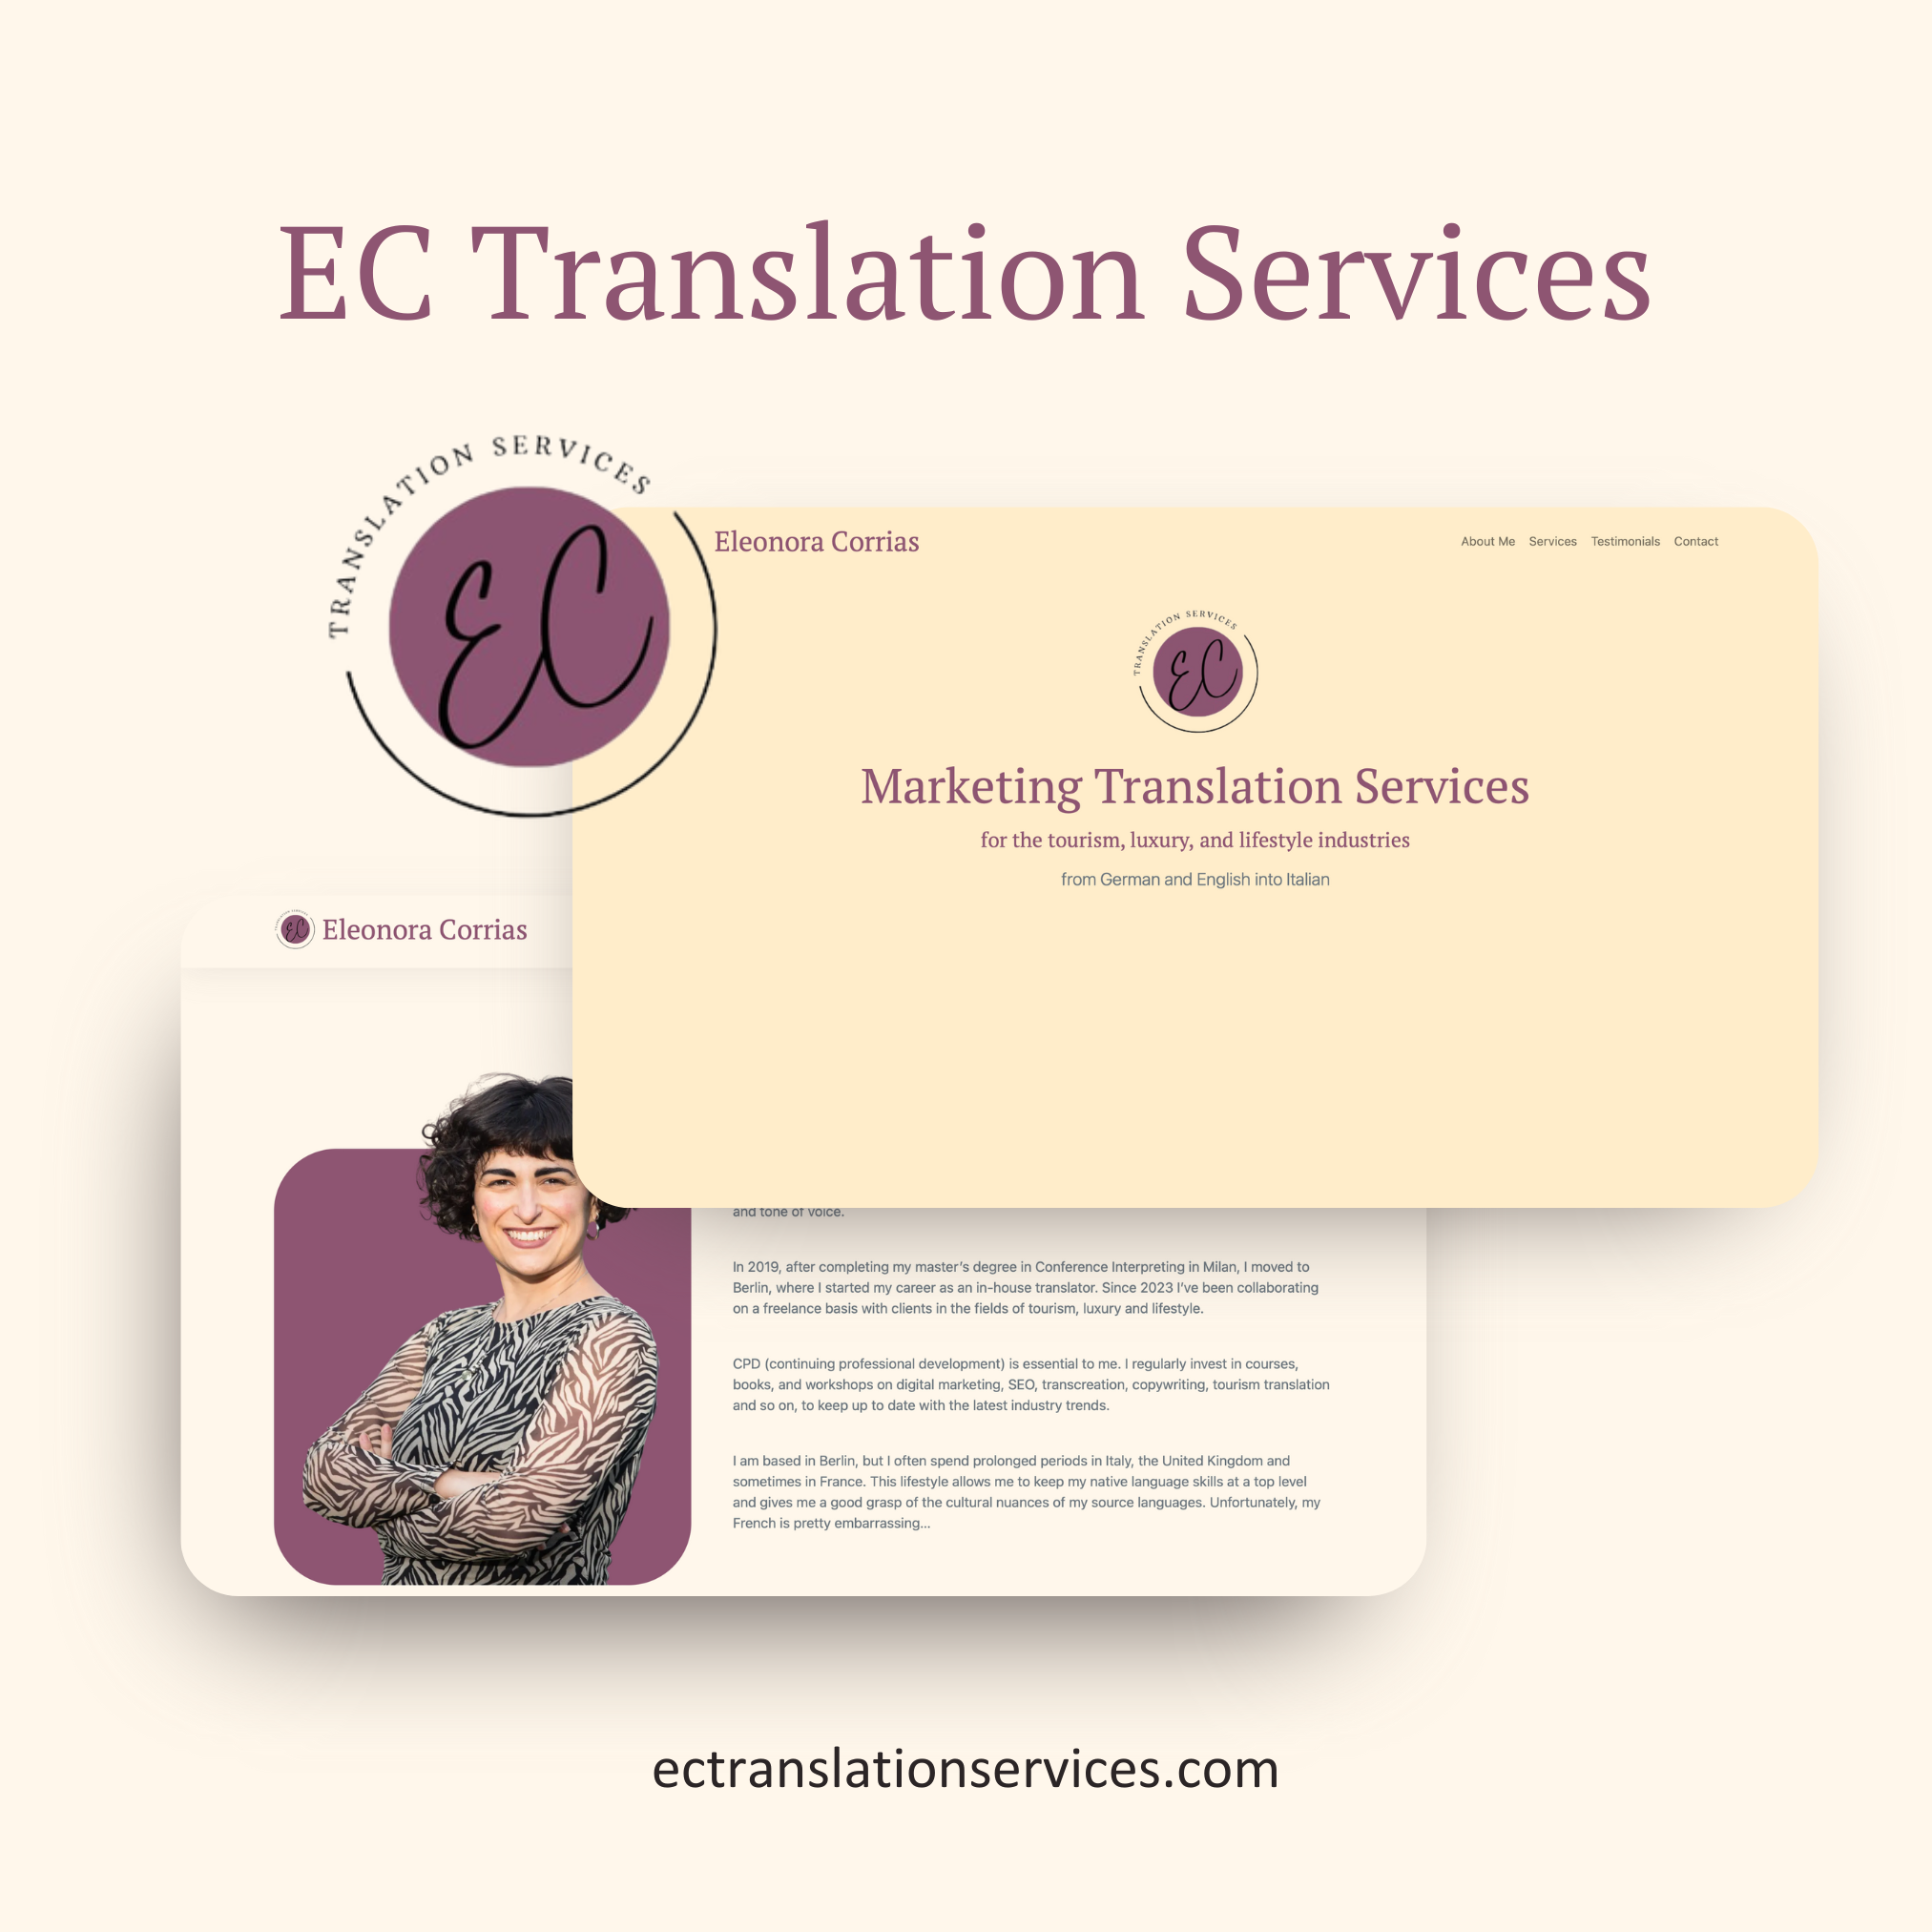 EC Translation Services
TRANSLATION SERVICES
EC
Eleonora Corrias
About Me Services Testimonials Contact
TRANSLATION SERVICES
EC
Marketing Translation Services
for the tourism, luxury, and lifestyle industries
from German and English into Italian
EC
Eleonora Corrias
and tone of voice.
In 2019, after completing my master's degree in Conference Interpreting in Milan, I moved to
Berlin, where I started my career as an in-house translator. Since 2023 I've been collaborating
on a freelance basis with clients in the fields of tourism, luxury and lifestyle.
CPD (continuing professional development) is essential to me. I regularly invest in courses,
books, and workshops on digital marketing, SEO, transcreation, copywriting, tourism translation
and so on, to keep up to date with the latest industry trends.
I am based in Berlin, but I often spend prolonged periods in Italy, the United Kingdom and
sometimes in France. This lifestyle allows me to keep my native language skills at a top level
and gives me a good grasp of the cultural nuances of my source languages. Unfortunately, my
French is pretty embarrassing...
ectranslationservices.com